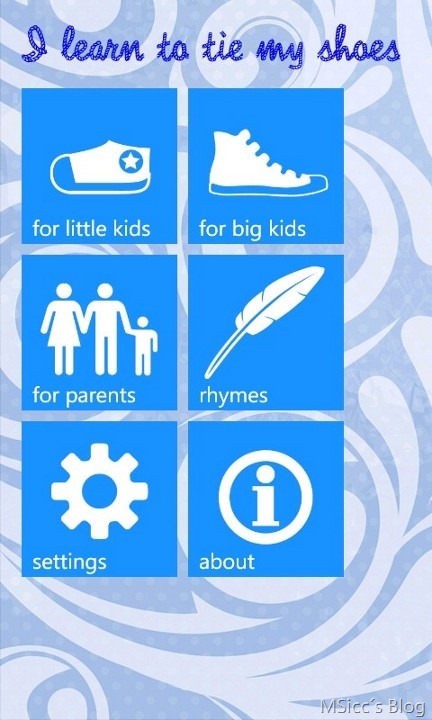 I learn to tie my shoes
for little kids
for big kids
for parents
rhymes
settings
about
MSicc´s Blog